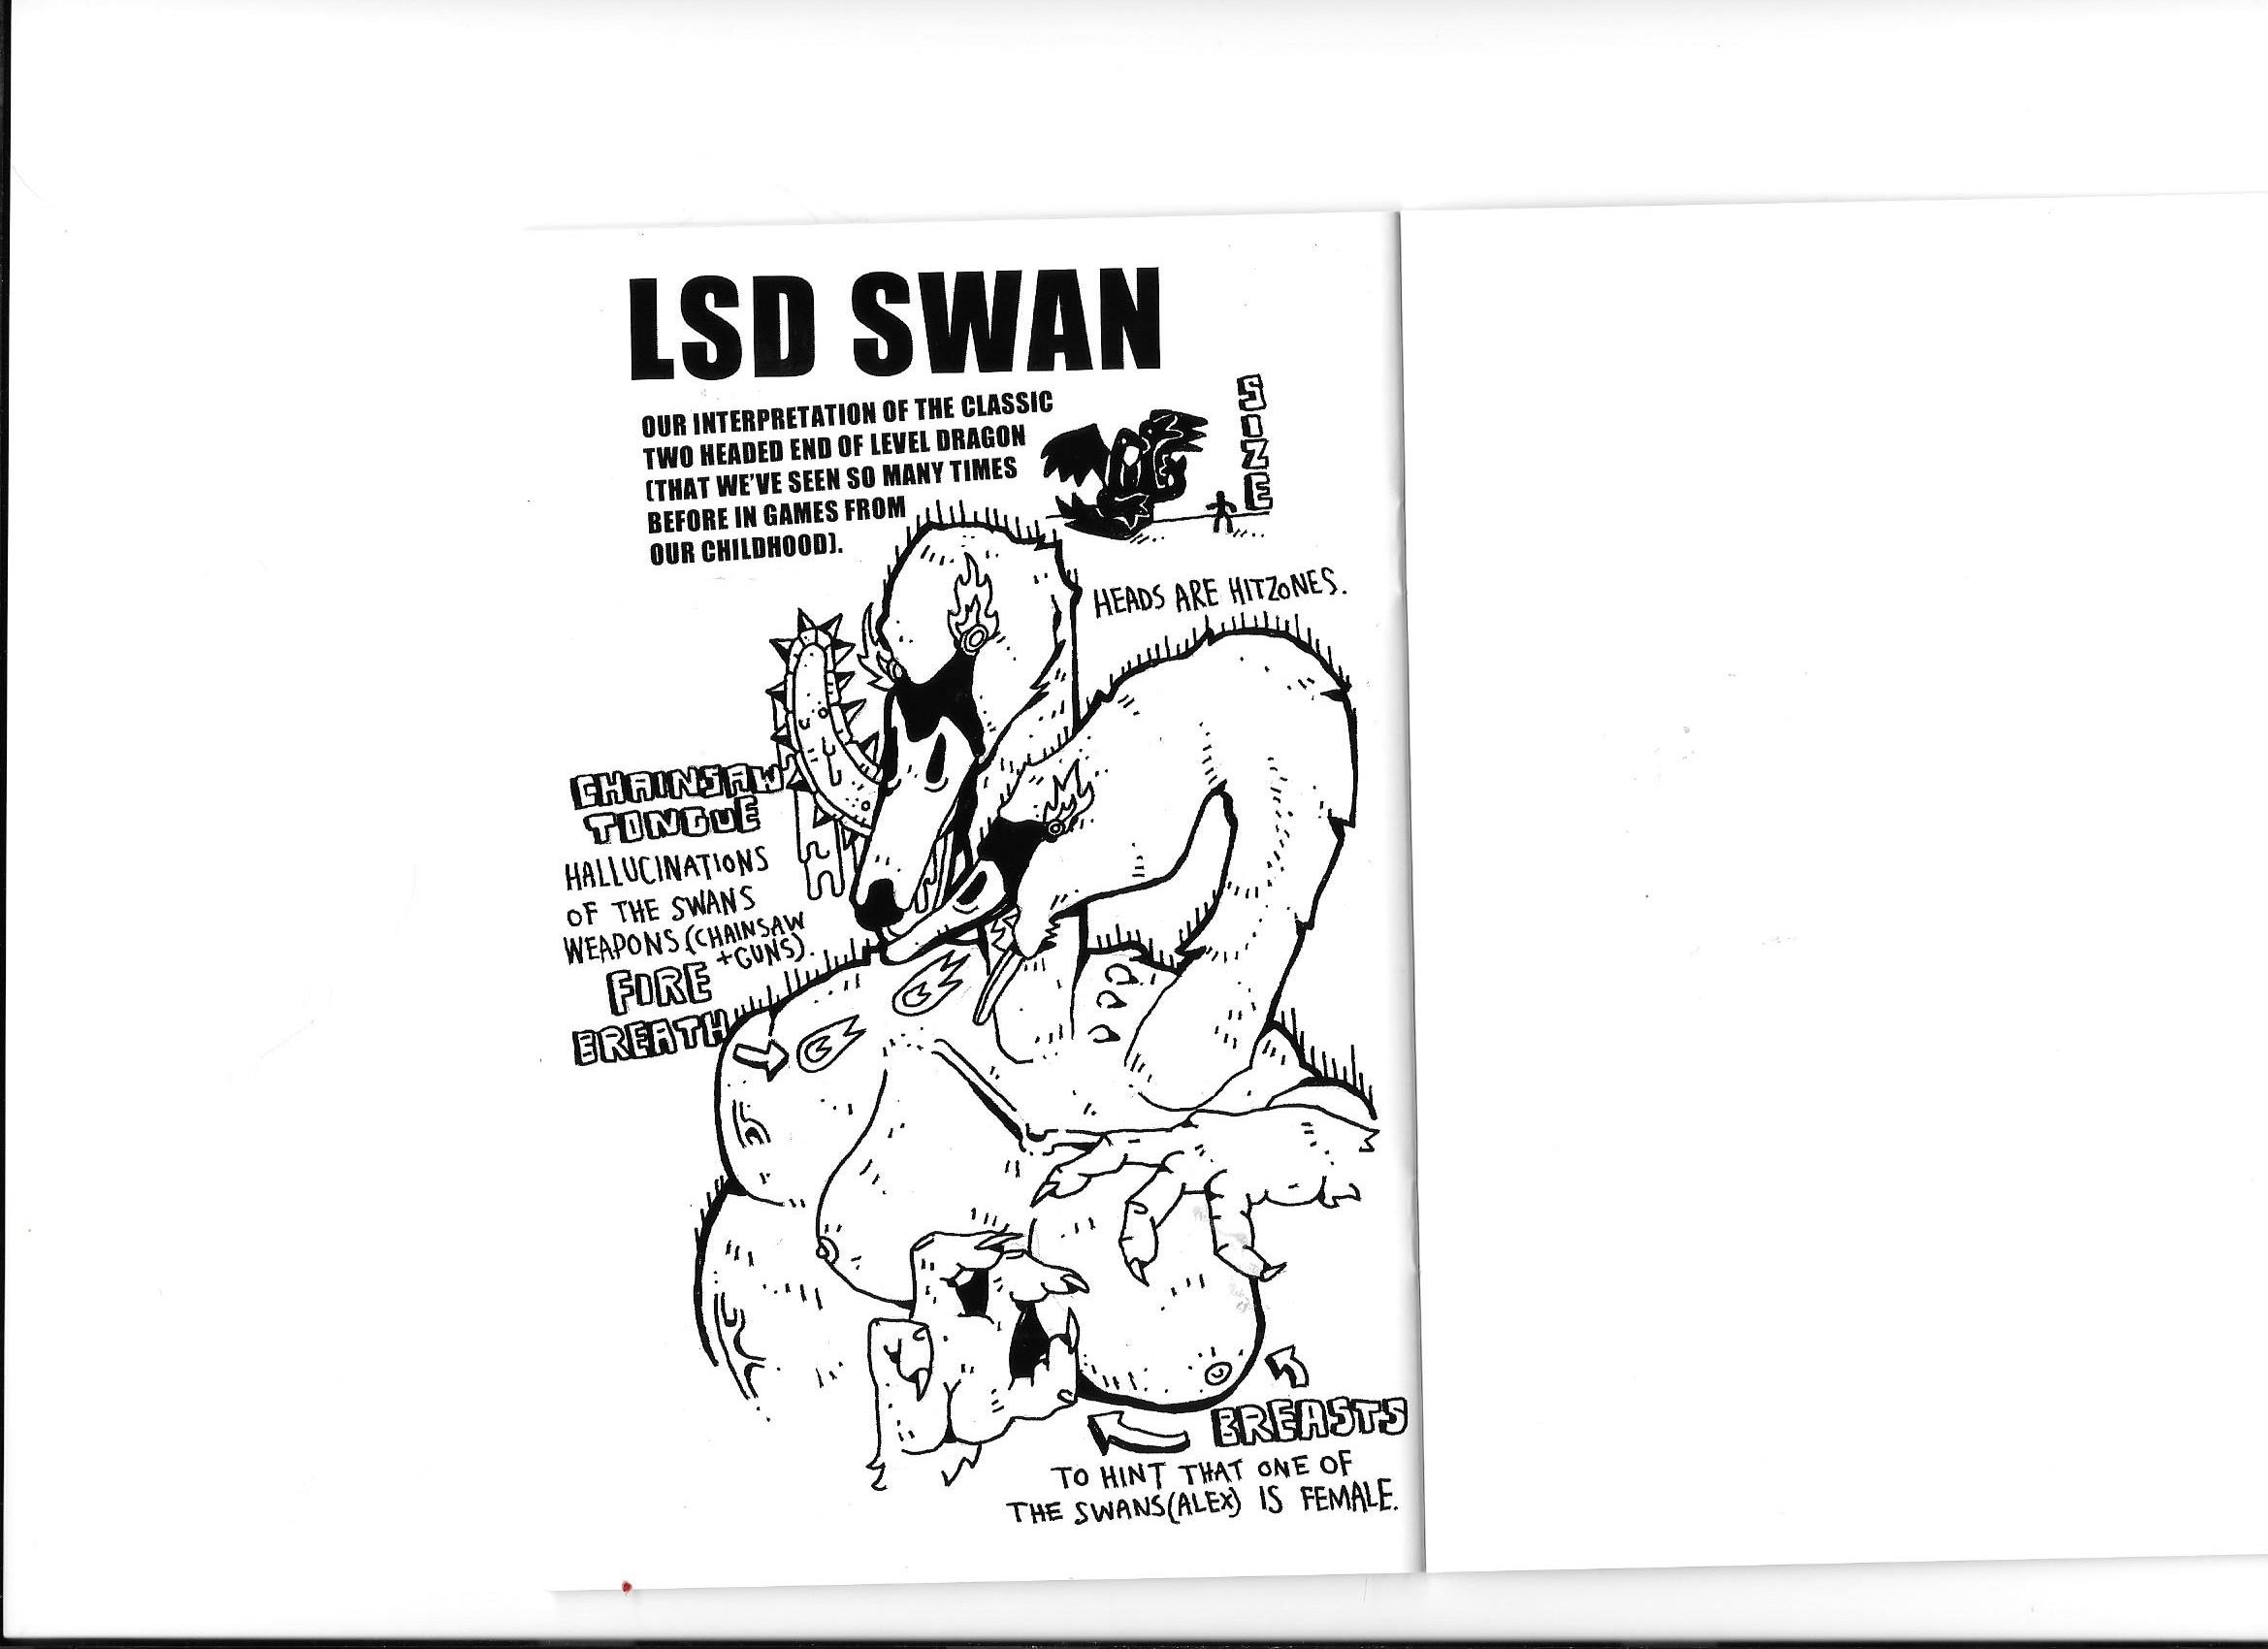 LSD SWAN
OUR INTERPRETATION OF THE CLASSIC
TWO HEADED END OF LEVEL DRAGON
(THAT WE'VE SEEN SO MANY TIMES
BEFORE IN GAMES FROM
OUR CHILDHOOD).
SIZE
HEADS ARE HITZONES.
CHAINSAW
TONGUE
HALLUCINATIONS
OF THE SWANS
WEAPONS (CHAINSAW
+GUNS).
FIRE
BREATH
BREASTS
TO HINT THAT ONE OF
THE SWANS(ALEX) IS FEMALE.